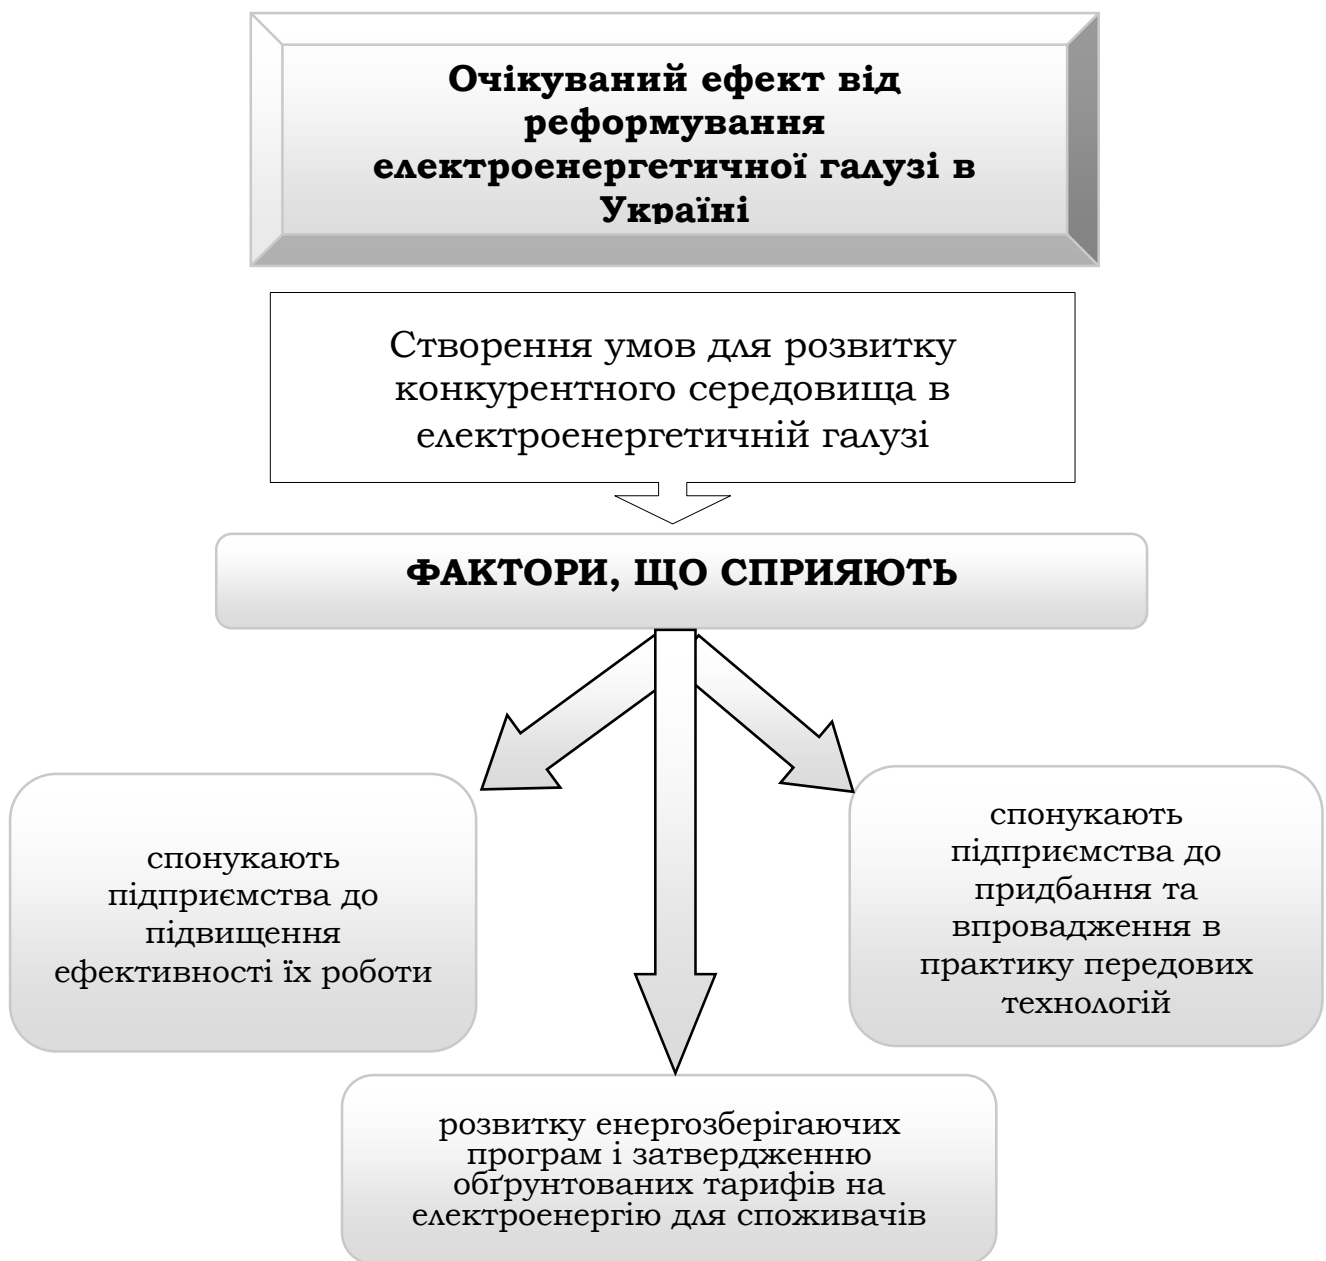 Очікуваний ефект від
реформування
електроенергетичної галузі в
Україні
Створення умов для розвитку
конкурентного середовища в
електроенергетичній галузі
ФАКТОРИ, ЩО СПРИЯЮТЬ
спонукають
підприємства до
підвищення
ефективності їх роботи
спонукають
підприємства до
придбання та
впровадження в
практику передових
технологій
розвитку енергозберігаючих
програм і затвердженню
обґрунтованих тарифів на
електроенергію для споживачів